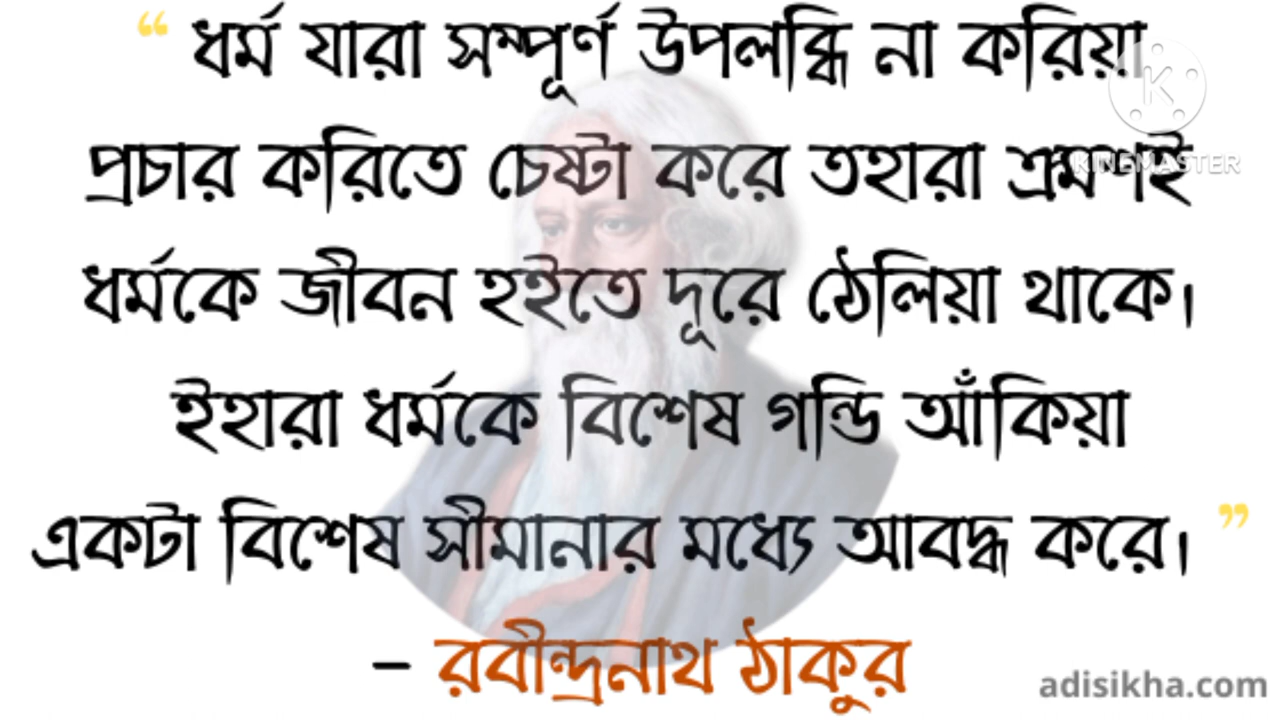 “ ধর্ম যারা সম্পূর্ণ উপলব্ধি না করিয়া
প্রচার করিতে চেষ্টা করে তহারা ক্রমশই
ধর্মকে জীবন হইতে দূরে ঠেলিয়া থাকে।
ইহারা ধর্মকে বিশেষ গন্ডি আঁকিয়া
একটা বিশেষ সীমানার মধ্যে আবদ্ধ করে। ”
– রবীন্দ্রনাথ ঠাকুর
K
KINEMASTER
adisikha.com